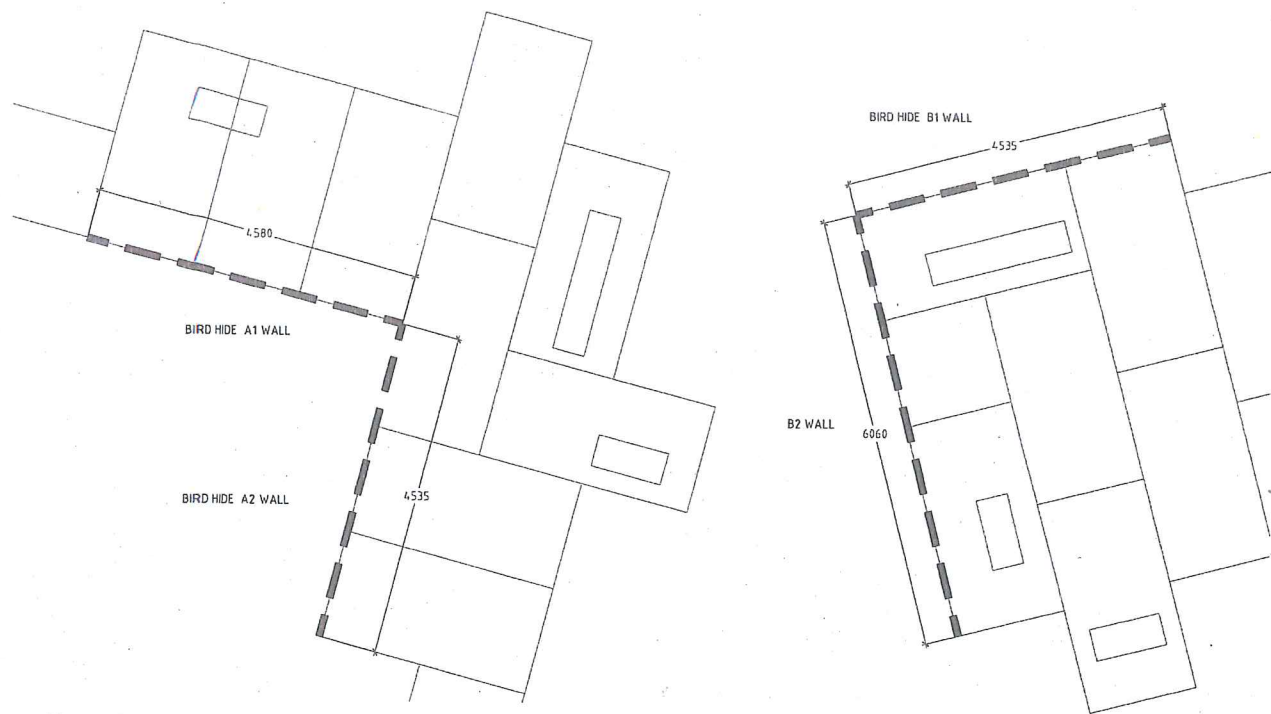 4580
BIRD HIDE A1 WALL
BIRD HIDE A2 WALL
4535
BIRD HIDE B1 WALL
4535
B2 WALL
6060